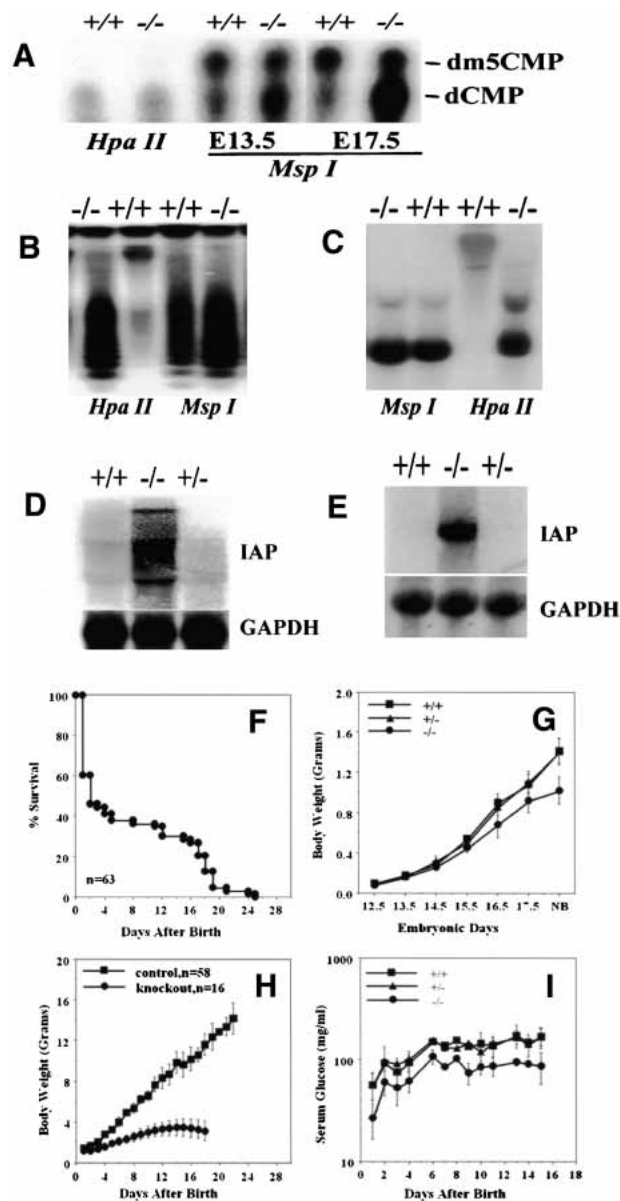 +/+ -/- +/+ -/- +/+ -/-
A
dm5CMP
dCMP
Hpa II
E13.5 E17.5
Msp I
-/- +/+ +/+ -/-
B
Hpa II Msp I
-/- +/+ +/+ -/-
C
Msp I Hpa II
+/+ -/- +/-
D
IAP
GAPDH
+/+ -/- +/-
E
IAP
GAPDH
F
100
80
60
40
20
0
% Survival
n=63
0 4 8 12 16 20 24 28
Days After Birth
G
+/+
+/-
-/-
2.0
1.6
1.2
0.8
0.4
0.0
Body Weight (Grams)
12.5 13.5 14.5 15.5 16.5 17.5 NB
Embryonic Days
H
control,n=58
knockout,n=16
16
12
8
4
0
Body Weight (Grams)
0 4 8 12 16 20 24 28
Days After Birth
I
+/+
+/-
-/-
1000
100
10
Serum Glucose (mg/ml)
0 2 4 6 8 10 12 14 16 18
Days After Birth